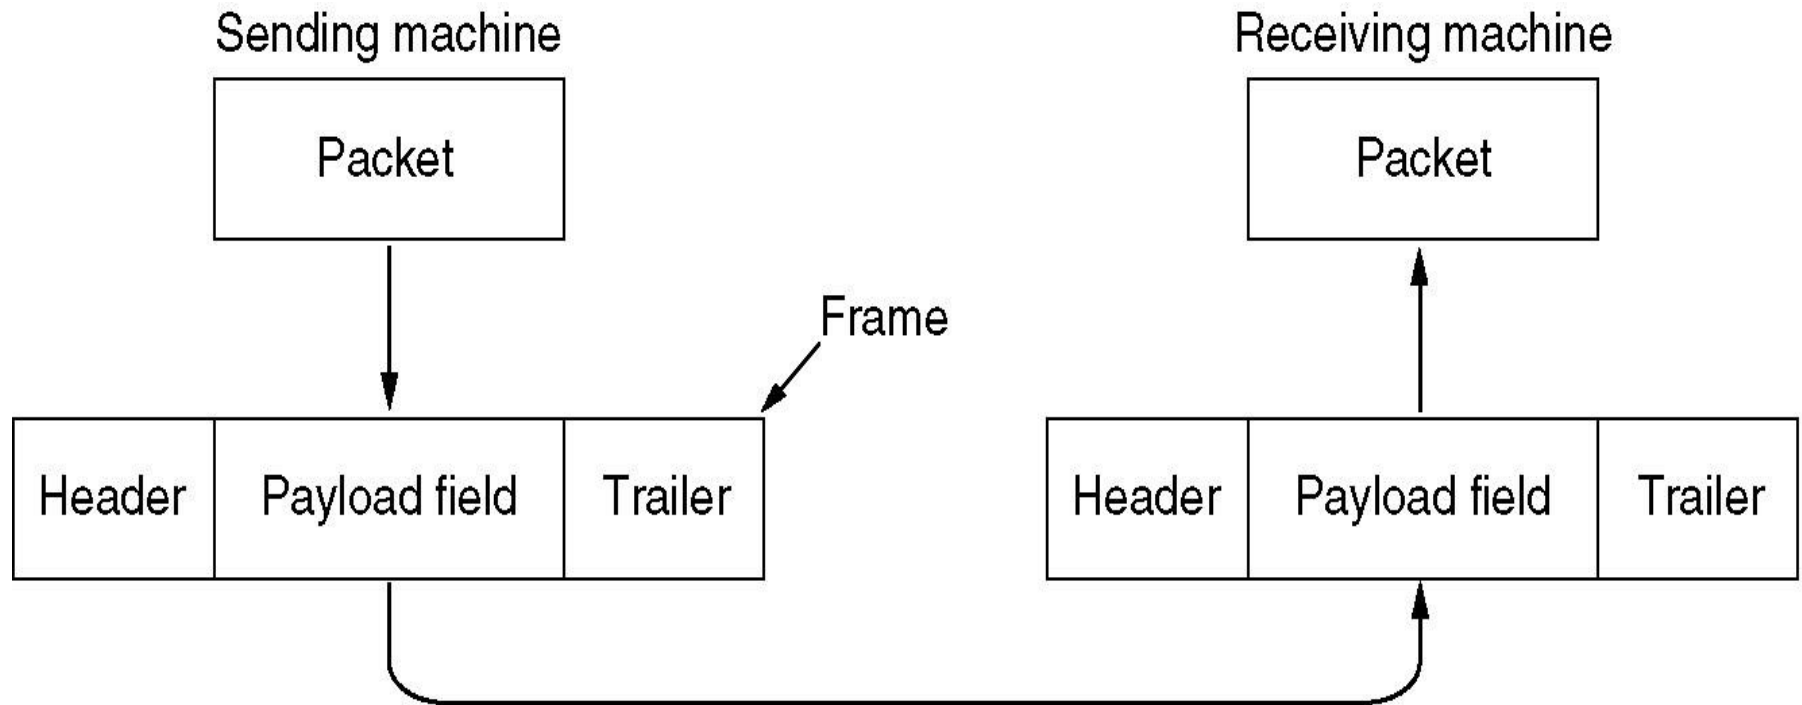 Sending machine
Receiving machine
Packet
Packet
Frame
Header
Payload field
Trailer
Header
Payload field
Trailer